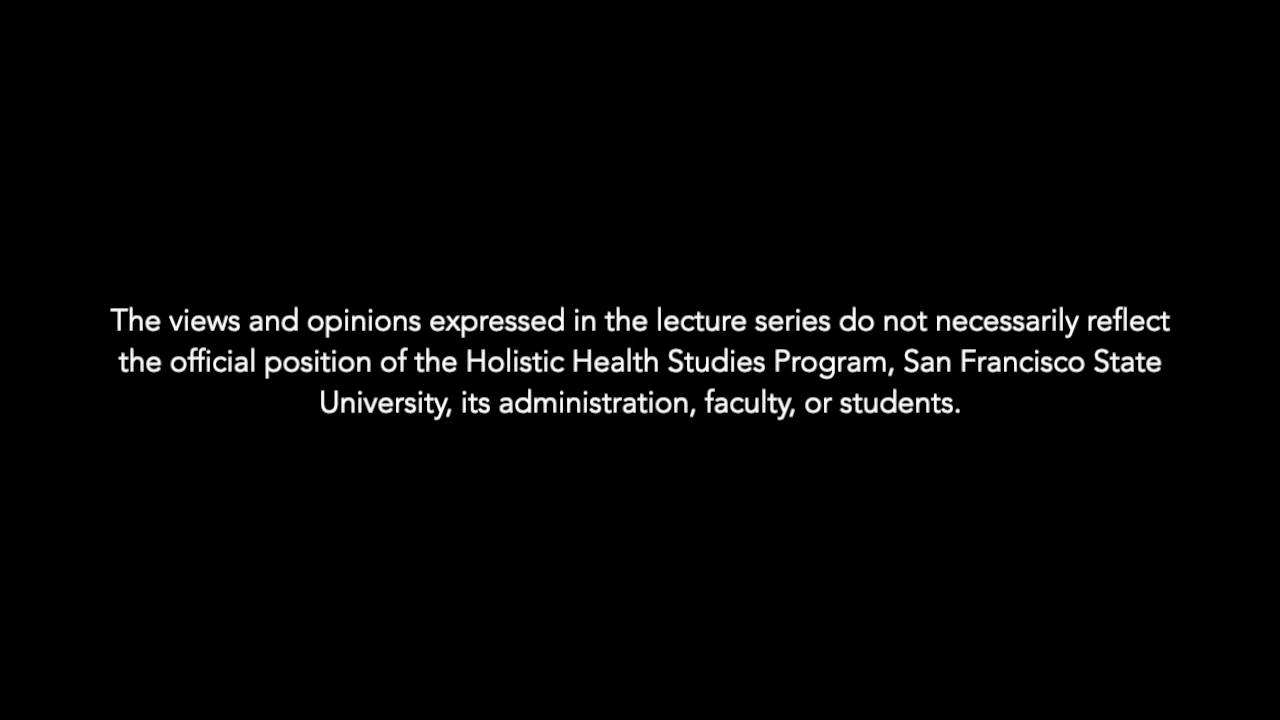 The views and opinions expressed in the lecture series do not necessarily reflect
the official position of the Holistic Health Studies Program, San Francisco State
University, its administration, faculty, or students.